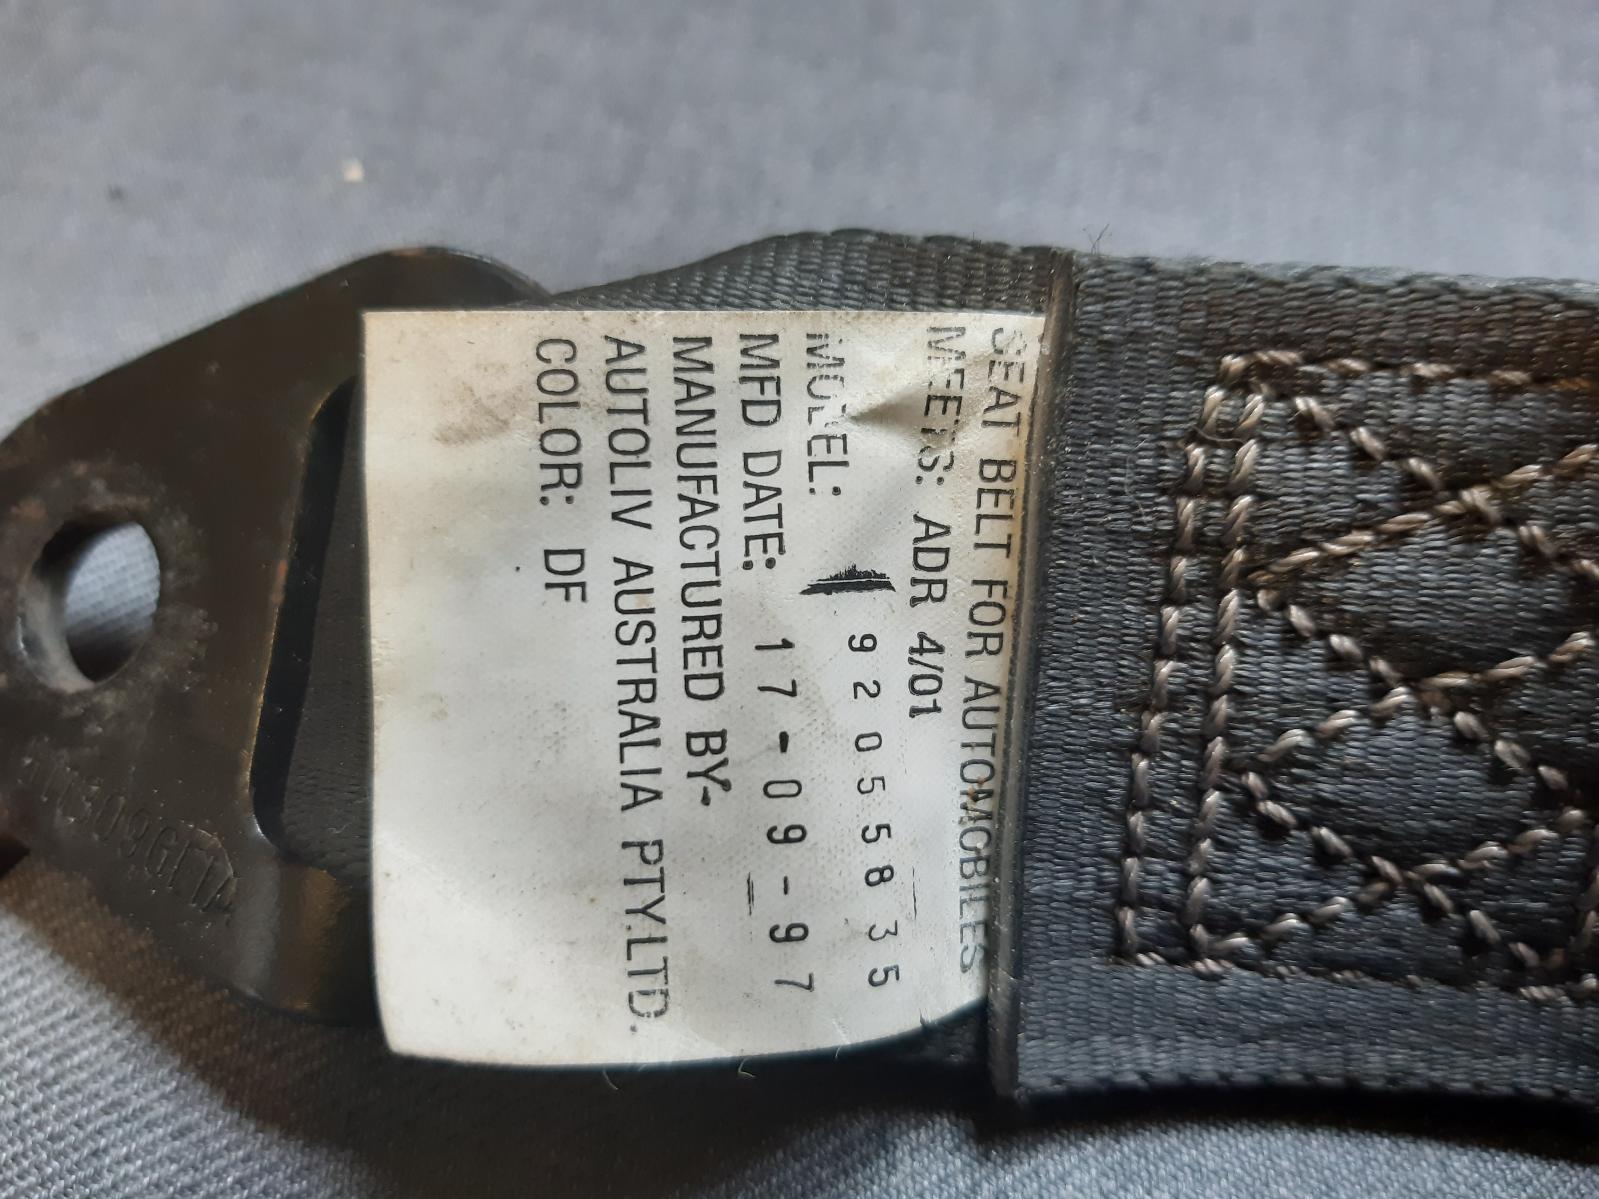 SEAT BELT FOR AUTOMOBILES
MEETS: ADR 4/01
MODEL: 92055835
MFD DATE: 17-09-97
MANUFACTURED BY-
AUTOLIV AUSTRALIA PTY.LTD.
COLOR: DF